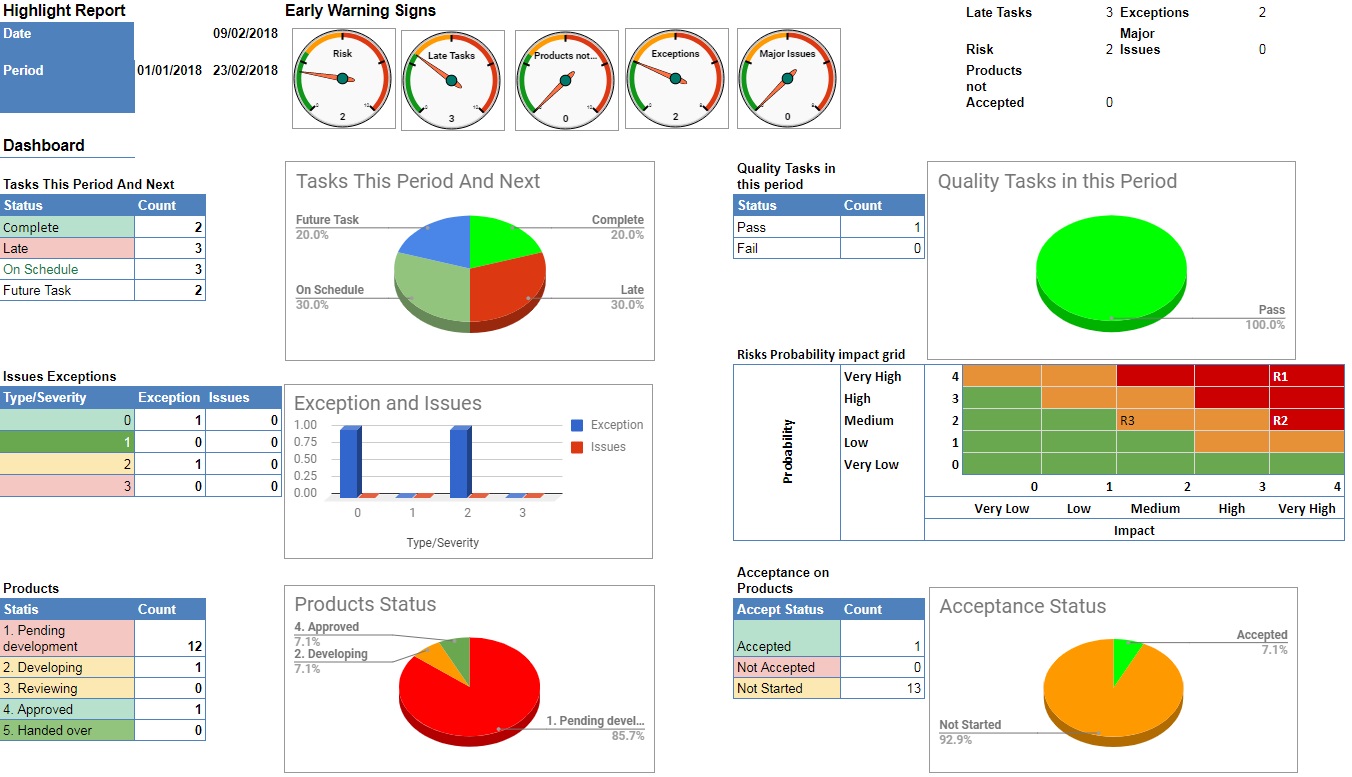 Highlight Report
Date 09/02/2018
Period 01/01/2018 23/02/2018
Early Warning Signs
Risk
2
Late Tasks
3
Products not...
0
Exceptions
2
Major Issues
0
Late Tasks 3 Exceptions 2
Risk 2 Major Issues 0
Products
not
Accepted 0
Dashboard
Tasks This Period And Next
Status Count
Complete 2
Late 3
On Schedule 3
Future Task 2
Tasks This Period And Next
Future Task
20.0%
Complete
20.0%
On Schedule
30.0%
Late
30.0%
Quality Tasks in
this period
Status Count
Pass 1
Fail 0
Quality Tasks in this Period
Pass
100.0%
Issues Exceptions
Type/Severity Exception Issues
0 1 0
1 0 0
2 1 0
3 0 0
Exception and Issues
1.00
0.75
0.50
0.25
0.00
0 1 2 3
Type/Severity
Exception
Issues
Risks Probability impact grid
Probability
Very High 4 R1
High 3
Medium 2 R3 R2
Low 1
Very Low 0
0 1 2 3 4
Very Low Low Medium High Very High
Impact
Products
Statis Count
1. Pending
development 12
2. Developing 1
3. Reviewing 0
4. Approved 1
5. Handed over 0
Products Status
4. Approved
7.1%
2. Developing
7.1%
1. Pending devel...
85.7%
Acceptance on
Products
Accept Status Count
Accepted 1
Not Accepted 0
Not Started 13
Acceptance Status
Accepted
7.1%
Not Started
92.9%